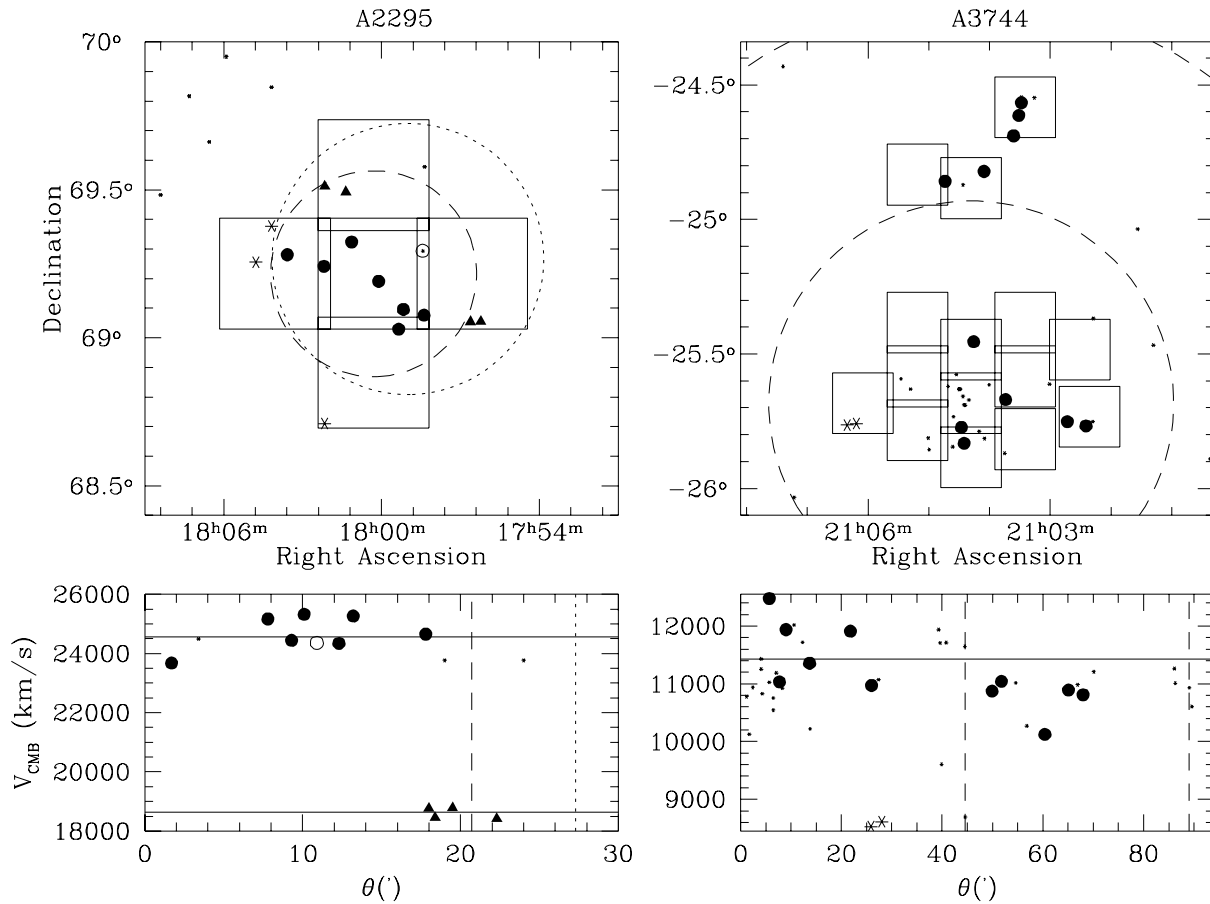 A2295
A3744
70°
69.5°
69°
68.5°
Declination
18ʰ06ᵐ
18ʰ00ᵐ
17ʰ54ᵐ
Right Ascension
−24.5°
−25°
−25.5°
−26°
21ʰ06ᵐ
21ʰ03ᵐ
Right Ascension
26000
24000
22000
20000
18000
V_CMB (km/s)
0
10
20
30
θ(')
12000
11000
10000
9000
0
20
40
60
80
θ(')